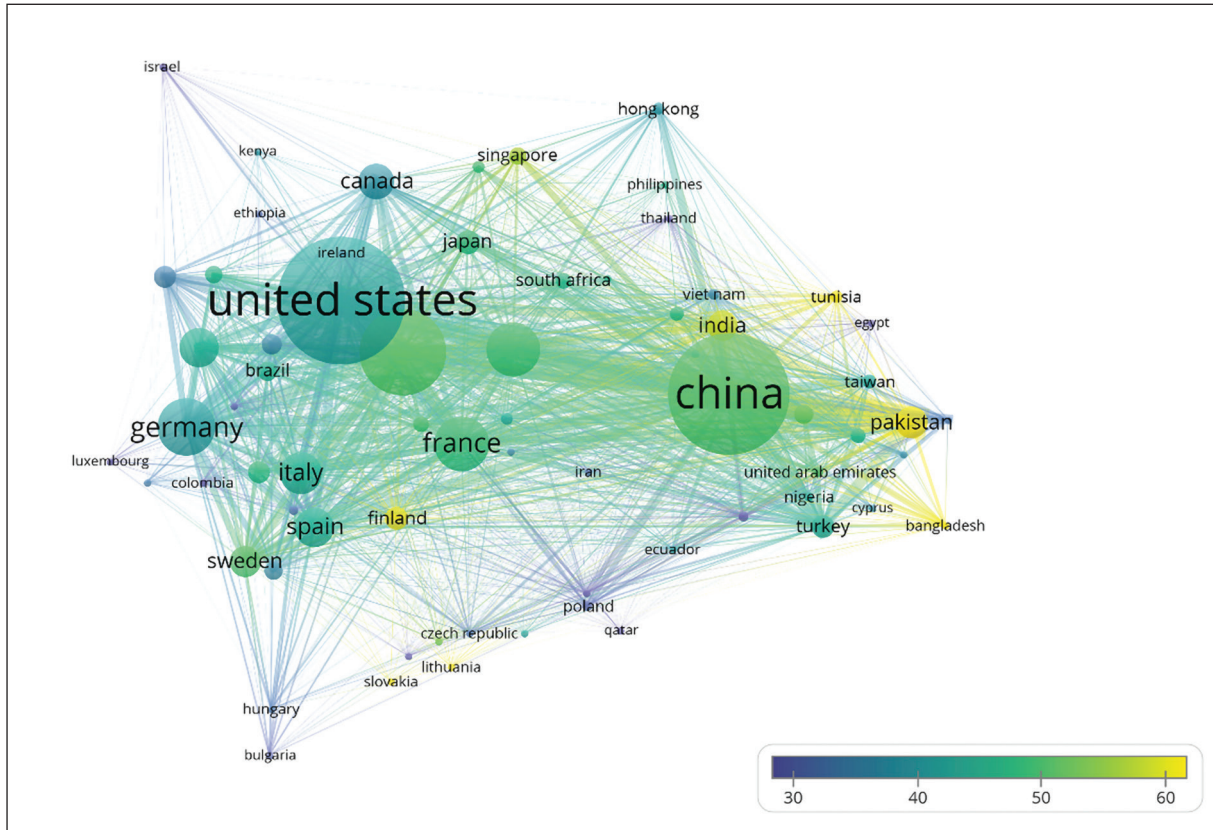 israel
hong kong
kenya
singapore
canada
philippines
ethiopia
thailand
japan
ireland
south africa
united states
viet nam
tunisia
india
egypt
brazil
taiwan
china
pakistan
germany
france
luxembourg
italy
iran
united arab emirates
colombia
nigeria
cyprus
finland
spain
turkey
bangladesh
ecuador
sweden
poland
qatar
czech republic
lithuania
slovakia
hungary
bulgaria
30 40 50 60